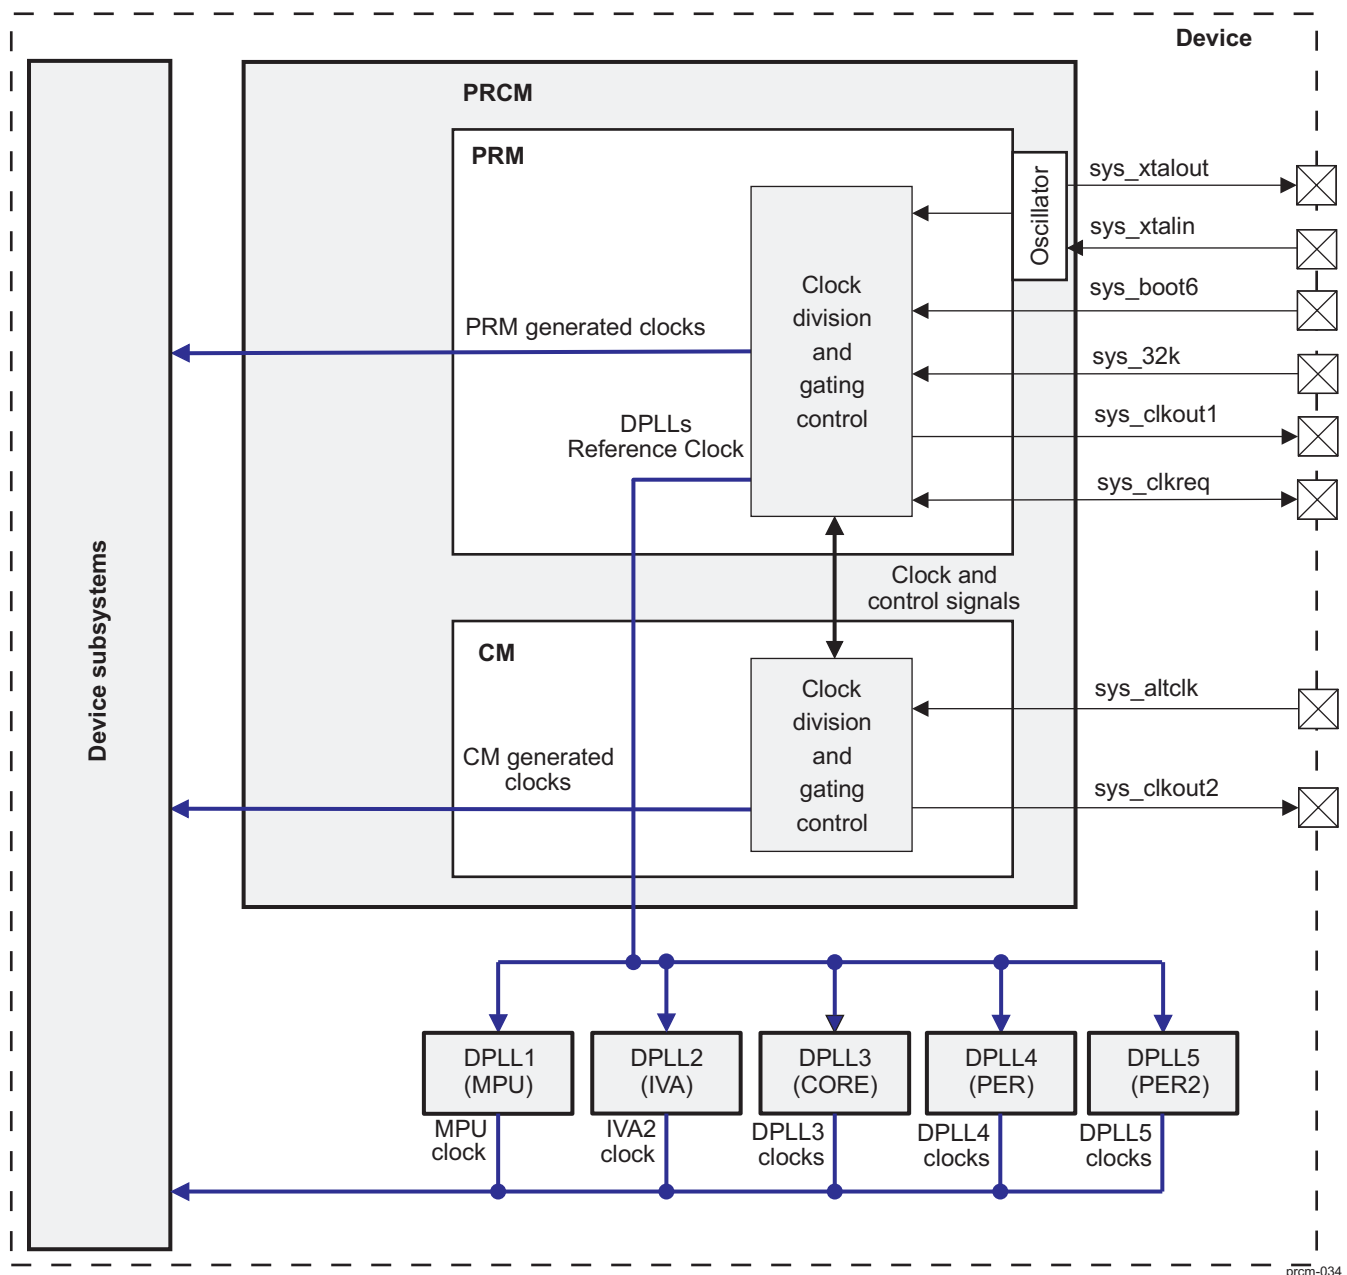 Device
PRCM
PRM
Oscillator
sys_xtalout
sys_xtalin
sys_boot6
sys_32k
sys_clkout1
sys_clkreq
Clock
division
and
gating
control
PRM generated clocks
DPLLs
Reference Clock
Device subsystems
Clock and
control signals
CM
Clock
division
and
gating
control
sys_altclk
sys_clkout2
CM generated
clocks
DPLL1
(MPU)
DPLL2
(IVA)
DPLL3
(CORE)
DPLL4
(PER)
DPLL5
(PER2)
MPU
clock
IVA2
clock
DPLL3
clocks
DPLL4
clocks
DPLL5
clocks
prcm-034